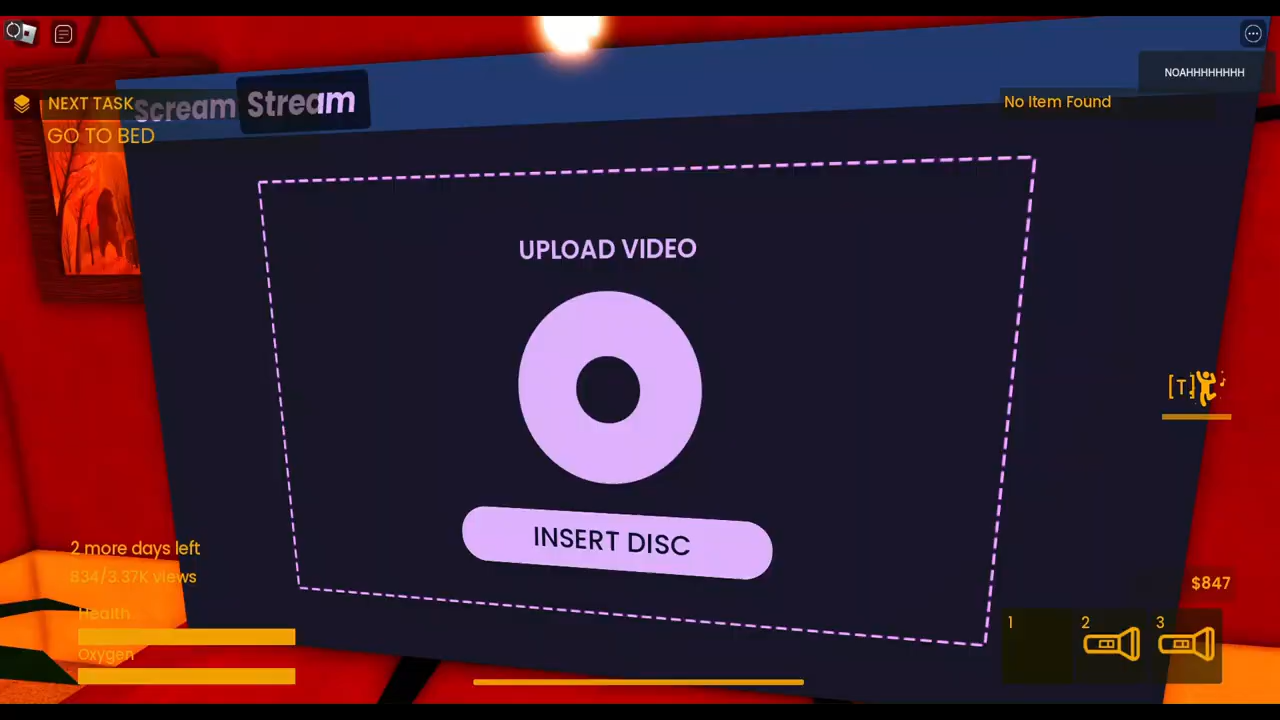 NOAHHHHHHHH
Scream Stream
NEXT TASK
GO TO BED
No Item Found
UPLOAD VIDEO
INSERT DISC
[T]
2 more days left
834/3.37K views
Health
Oxygen
$847
1
2
3